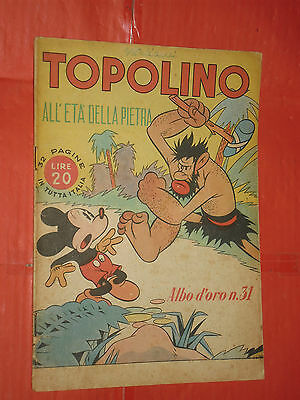 TOPOLINO
ALL'ETÀ DELLA PIETRA
32 PAGINE
LIRE
20
IN TUTTA ITALIA
Albo d'oro n. 31